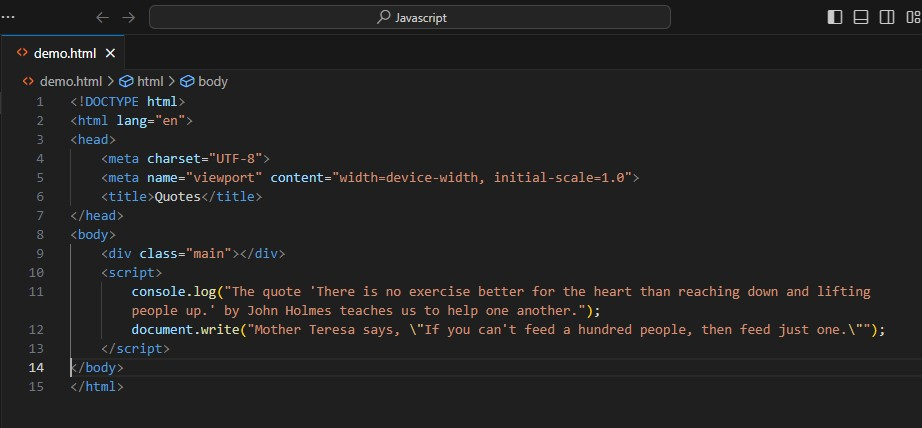 Javascript
demo.html
demo.html > html > body
1 <!DOCTYPE html>
2 <html lang="en">
3 <head>
4 <meta charset="UTF-8">
5 <meta name="viewport" content="width=device-width, initial-scale=1.0">
6 <title>Quotes</title>
7 </head>
8 <body>
9 <div class="main"></div>
10 <script>
11 console.log("The quote 'There is no exercise better for the heart than reaching down and lifting
people up.' by John Holmes teaches us to help one another.");
12 document.write("Mother Teresa says, \"If you can't feed a hundred people, then feed just one.\"");
13 </script>
14 </body>
15 </html>